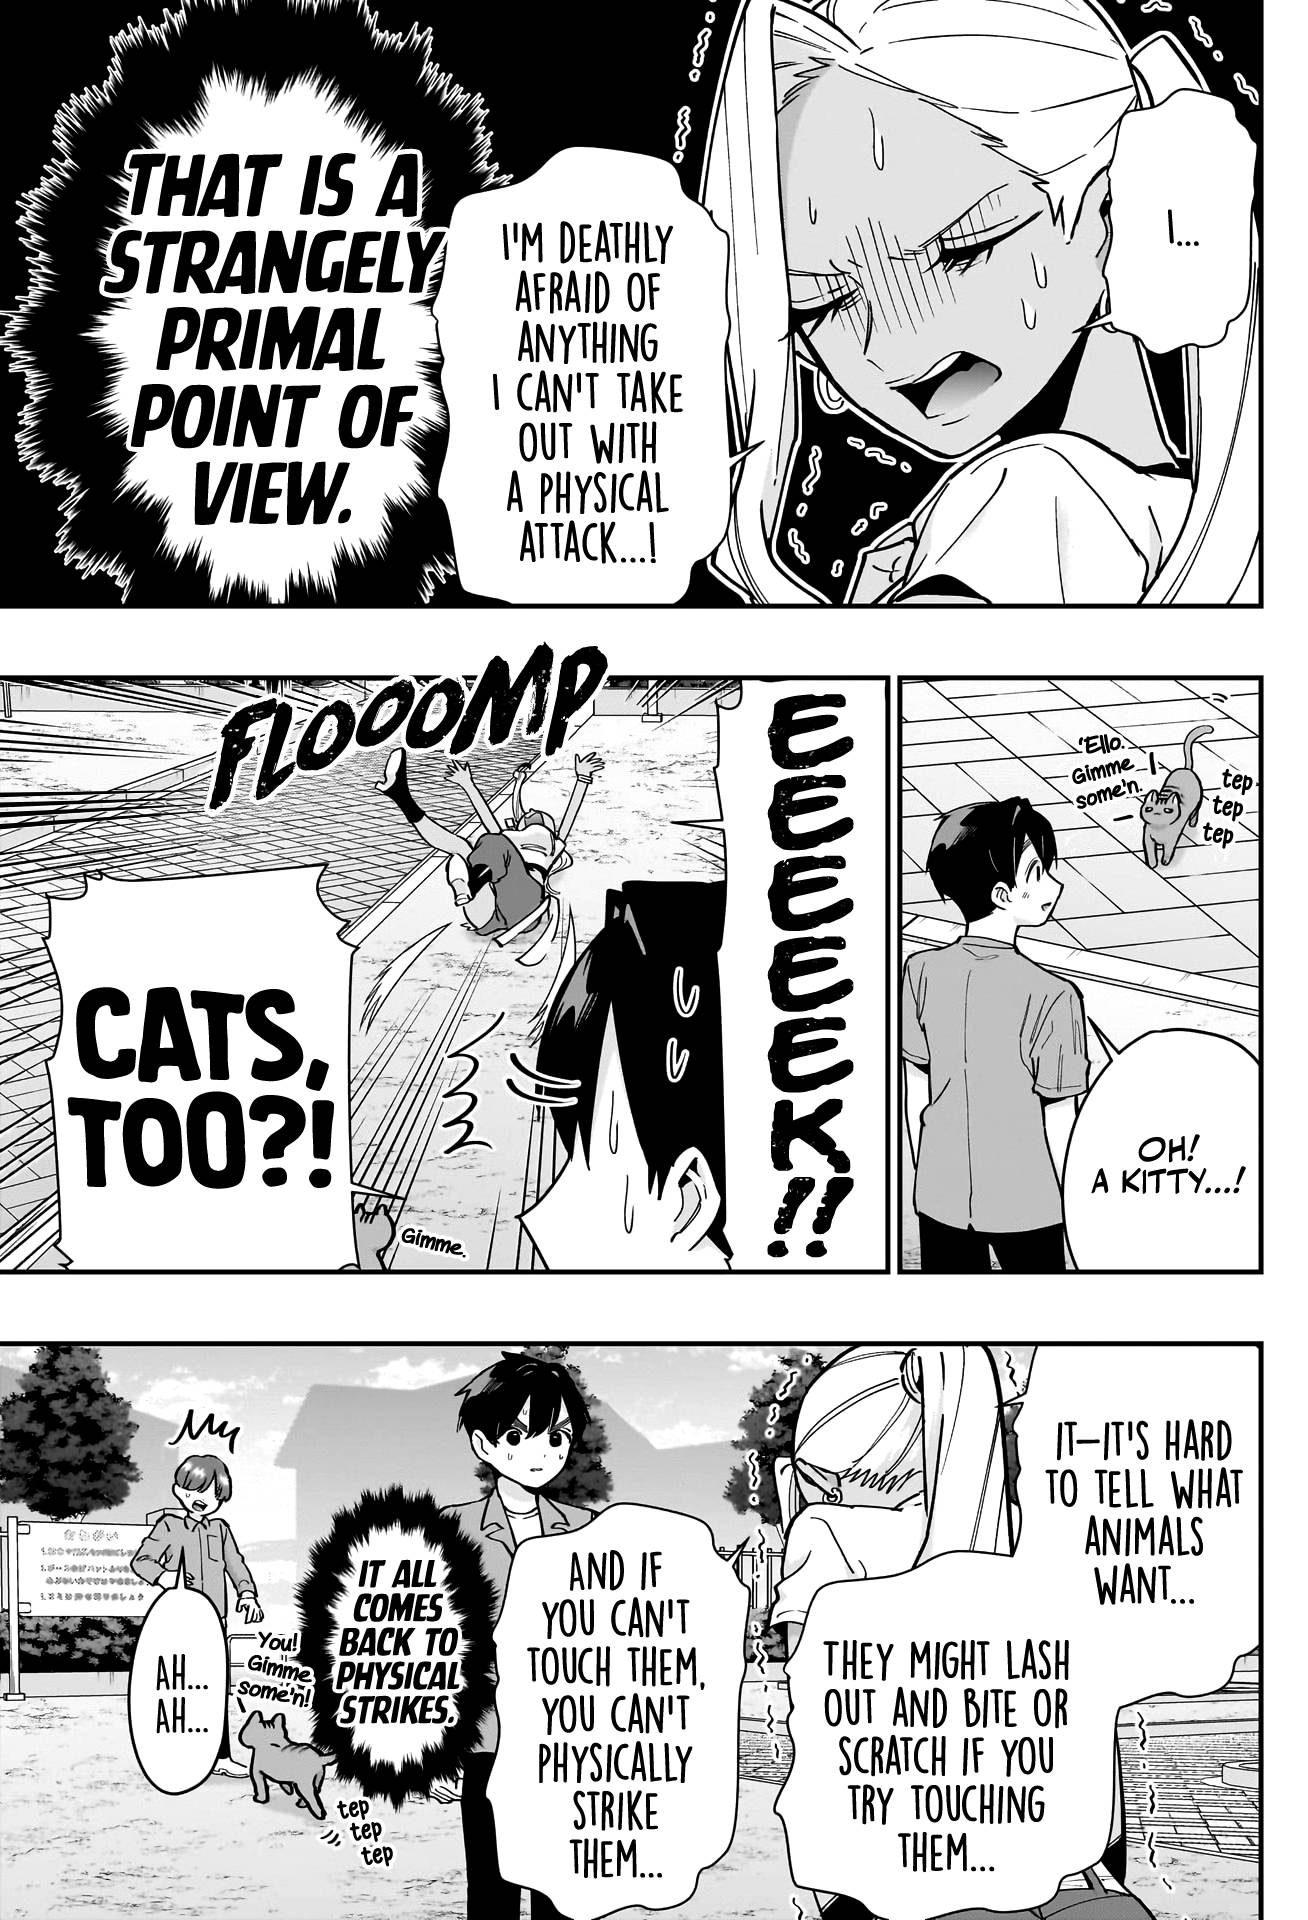 I...
I'M DEATHLY
AFRAID OF
ANYTHING
I CAN'T TAKE
OUT WITH
A PHYSICAL
ATTACK...!
THAT IS A
STRANGELY
PRIMAL
POINT OF
VIEW.
'Ello.
Gimme
some'n.
tep
tep
tep
OH!
A KITTY...!
EEEEEEK!!
FLOOOMP
CATS,
TOO?!
Gimme.
IT-IT'S HARD
TO TELL WHAT
ANIMALS
WANT...
THEY MIGHT LASH
OUT AND BITE OR
SCRATCH IF YOU
TRY TOUCHING
THEM...
AND IF
YOU CAN'T
TOUCH THEM,
YOU CAN'T
PHYSICALLY
STRIKE
THEM...
IT ALL
COMES
BACK TO
PHYSICAL
STRIKES.
You!
Gimme
some'n!
AH...
AH...
tep
tep
tep